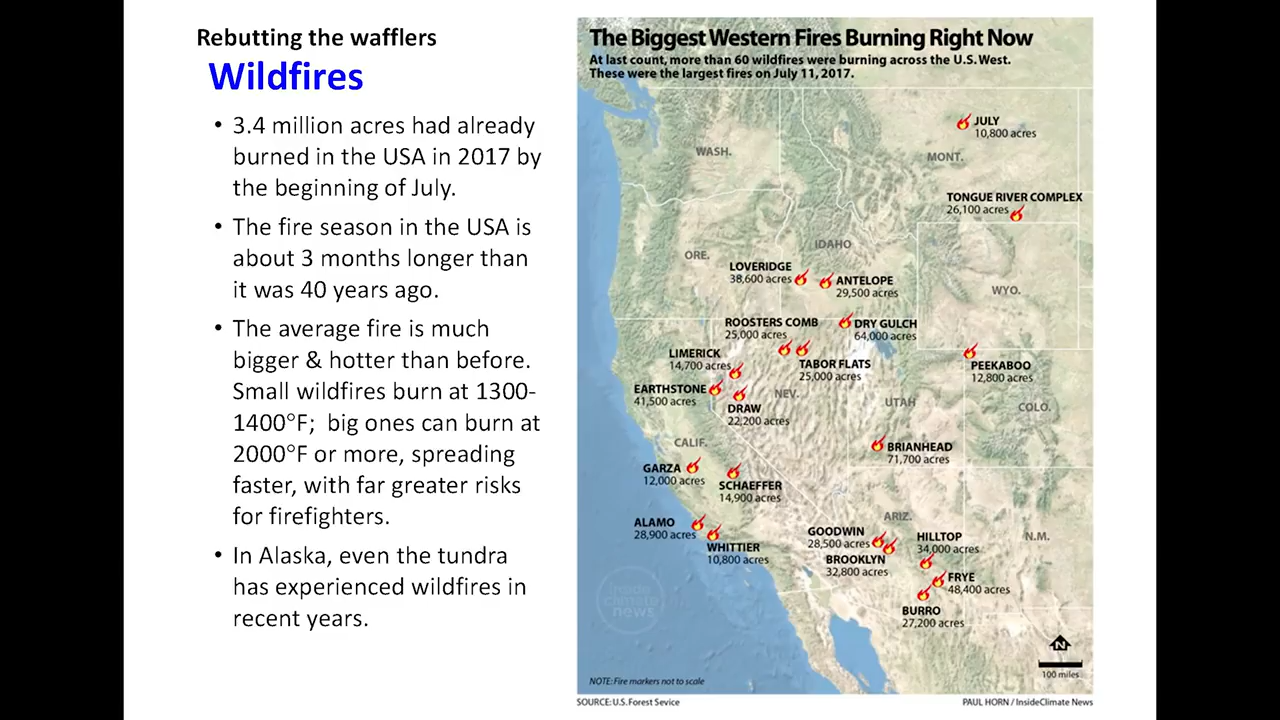 Rebutting the wafflers
Wildfires
• 3.4 million acres had already
burned in the USA in 2017 by
the beginning of July.
• The fire season in the USA is
about 3 months longer than
it was 40 years ago.
• The average fire is much
bigger & hotter than before.
Small wildfires burn at 1300-
1400°F; big ones can burn at
2000°F or more, spreading
faster, with far greater risks
for firefighters.
• In Alaska, even the tundra
has experienced wildfires in
recent years.
The Biggest Western Fires Burning Right Now
At last count, more than 60 wildfires were burning across the U.S. West.
These were the largest fires on July 11, 2017.
JULY
10,800 acres
WASH.
MONT.
TONGUE RIVER COMPLEX
26,100 acres
IDAHO
ORE.
LOVERIDGE
38,600 acres
ANTELOPE
29,500 acres
WYO.
ROOSTERS COMB
25,000 acres
DRY GULCH
64,000 acres
LIMERICK
14,700 acres
TABOR FLATS
25,000 acres
PEEKABOO
12,800 acres
EARTHSTONE
41,500 acres
NEV.
DRAW
22,200 acres
UTAH
COLO.
CALIF.
BRIANHEAD
71,700 acres
GARZA
12,000 acres
SCHAEFFER
14,900 acres
ARIZ.
ALAMO
28,900 acres
GOODWIN
28,500 acres
HILLTOP
34,000 acres
N.M.
WHITTIER
10,800 acres
BROOKLYN
32,800 acres
FRYE
48,400 acres
inside
climate
news
BURRO
27,200 acres
N
100 miles
NOTE: Fire markers not to scale
SOURCE: U.S. Forest Sevice
PAUL HORN / InsideClimate News